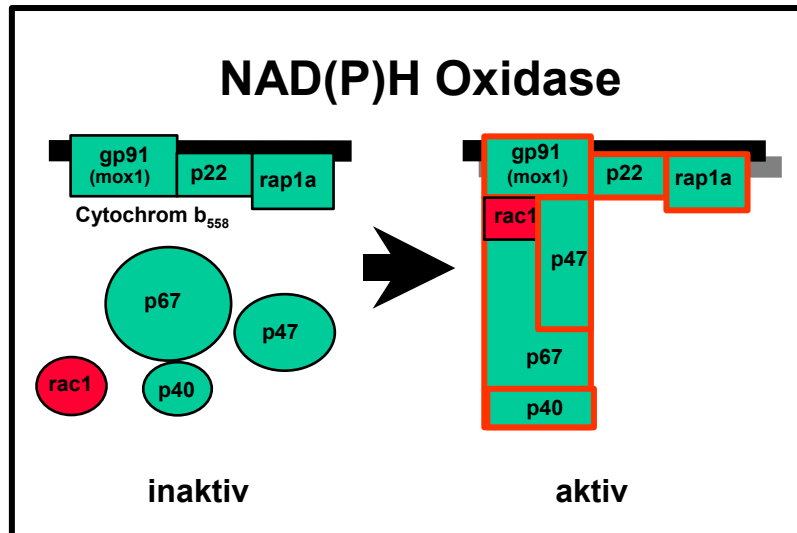 NAD(P)H Oxidase
gp91
(mox1)
p22
rap1a
Cytochrom b558
p67
p47
rac1
p40
inaktiv
gp91
(mox1)
p22
rap1a
rac1
p47
p67
p40
aktiv